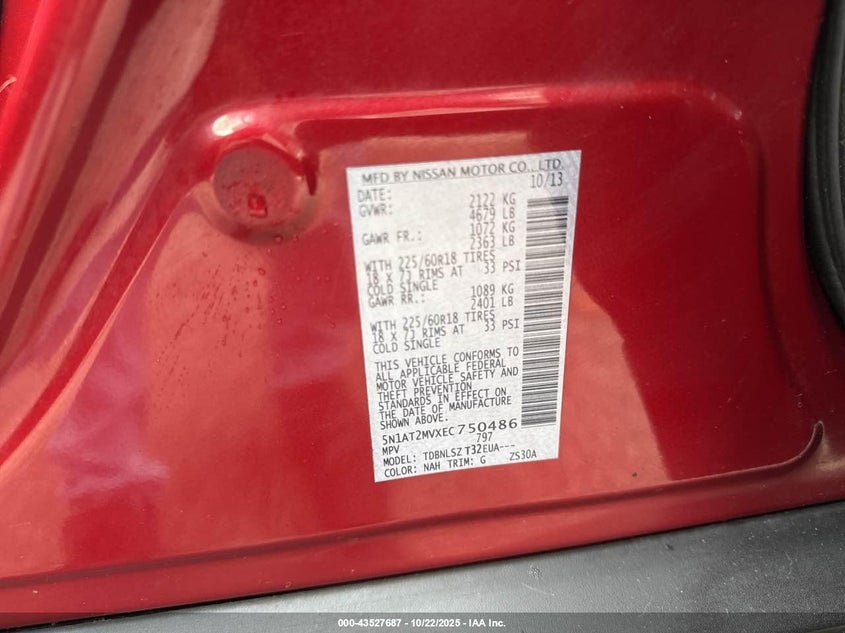 MFD BY NISSAN MOTOR CO., LTD.
DATE: 10/13
GVWR: 2122 KG
4679 LB
GAWR FR.: 1072 KG
2363 LB
WITH 225/60R18 TIRES
18 X 7J RIMS AT 33 PSI
COLD SINGLE
GAWR RR.: 1089 KG
2401 LB
WITH 225/60R18 TIRES
18 X 7J RIMS AT 33 PSI
COLD SINGLE
THIS VEHICLE CONFORMS TO
ALL APPLICABLE FEDERAL
MOTOR VEHICLE SAFETY AND
THEFT PREVENTION
STANDARDS IN EFFECT ON
THE DATE OF MANUFACTURE
SHOWN ABOVE.
5N1AT2MVXEC750486
MPV 797
MODEL: TDBNLSZ T32EUA---
COLOR: NAH TRIM: G ZS30A
000-43527687 - 10/22/2025 - IAA Inc.